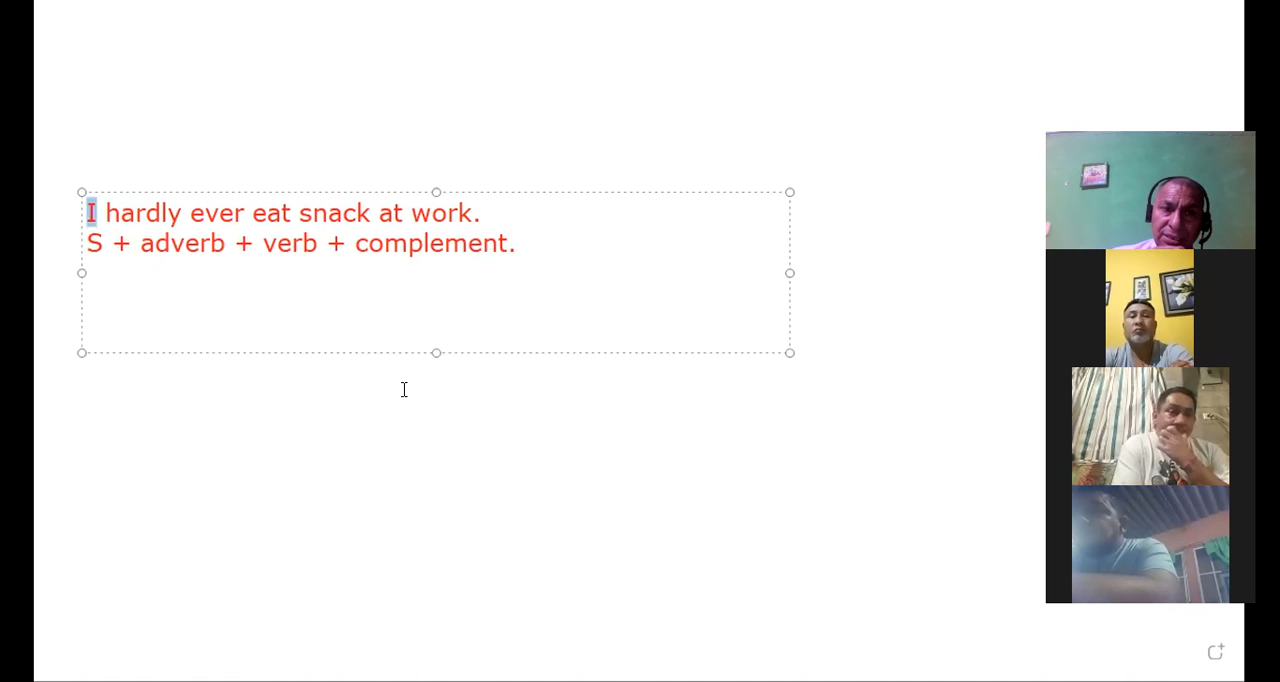 I hardly ever eat snack at work.
S + adverb + verb + complement.